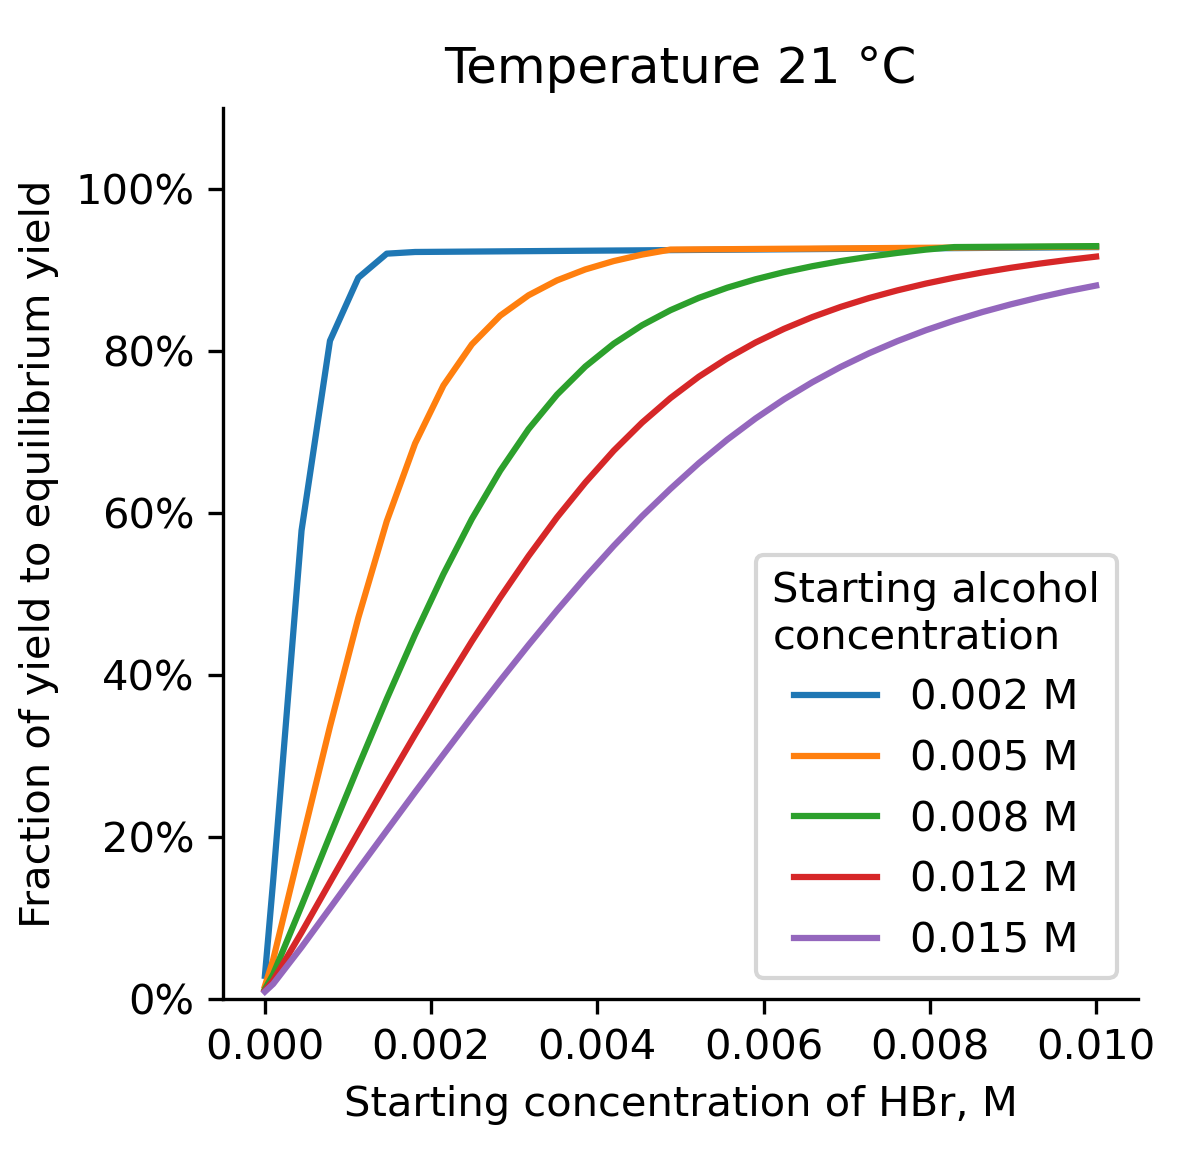 Temperature 21 °C
Fraction of yield to equilibrium yield
100%
80%
60%
40%
20%
0%
0.000 0.002 0.004 0.006 0.008 0.010
Starting concentration of HBr, M
Starting alcohol
concentration
0.002 M
0.005 M
0.008 M
0.012 M
0.015 M